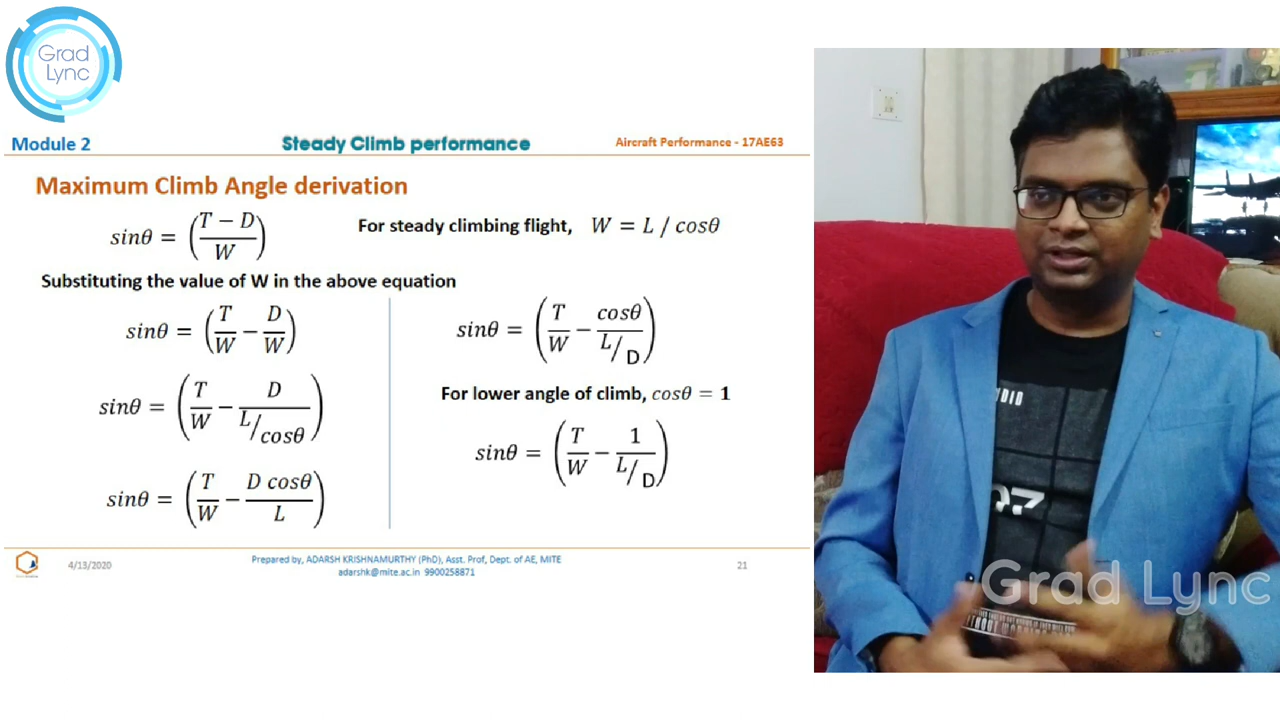 Grad
Lync
Module 2
Steady Climb performance
Aircraft Performance - 17AE63
Maximum Climb Angle derivation
sinθ = ((T − D)/W)
For steady climbing flight, W = L / cosθ
Substituting the value of W in the above equation
sinθ = (T/W − D/W)
sinθ = (T/W − D/(L/cosθ))
sinθ = (T/W − D cosθ/L)
sinθ = (T/W − cosθ/(L/D))
For lower angle of climb, cosθ = 1
sinθ = (T/W − 1/(L/D))
4/13/2020
Prepared by, ADARSH KRISHNAMURTHY (PhD), Asst. Prof, Dept. of AE, MITE
adarshk@mite.ac.in 9900258871
21
Grad Lync